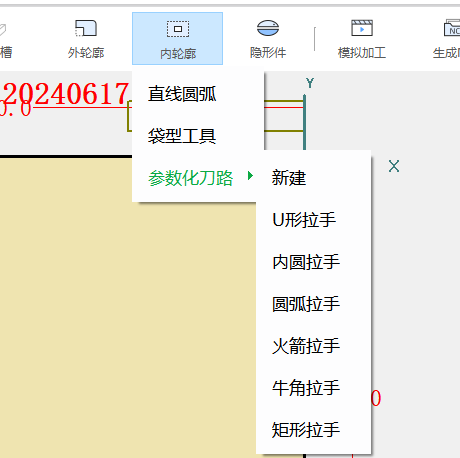 槽
外轮廓
内轮廓
隐形件
模拟加工
生成
NC
20240617
0.0
Y
X
直线圆弧
袋型工具
参数化刀路
新建
U形拉手
内圆拉手
圆弧拉手
火箭拉手
牛角拉手
矩形拉手
0